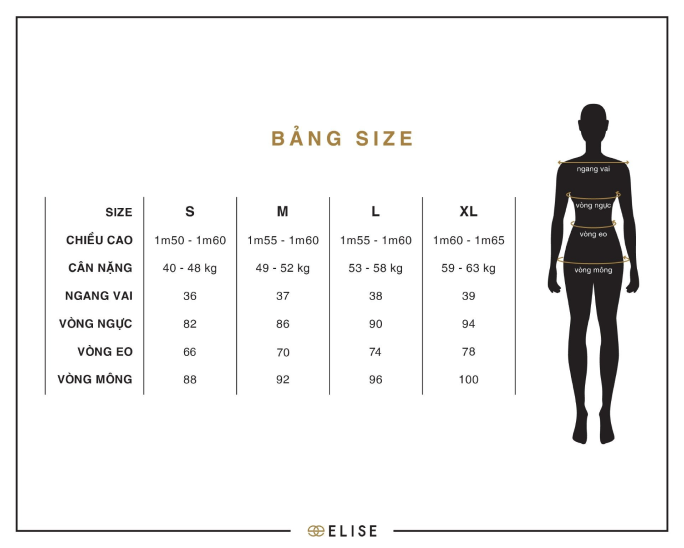 BẢNG SIZE
SIZE S M L XL
CHIỀU CAO 1m50 - 1m60 1m55 - 1m60 1m55 - 1m60 1m60 - 1m65
CÂN NẶNG 40 - 48 kg 49 - 52 kg 53 - 58 kg 59 - 63 kg
NGANG VAI 36 37 38 39
VÒNG NGỰC 82 86 90 94
VÒNG EO 66 70 74 78
VÒNG MÔNG 88 92 96 100
ngang vai
vòng ngực
vòng eo
vòng mông
ELISE